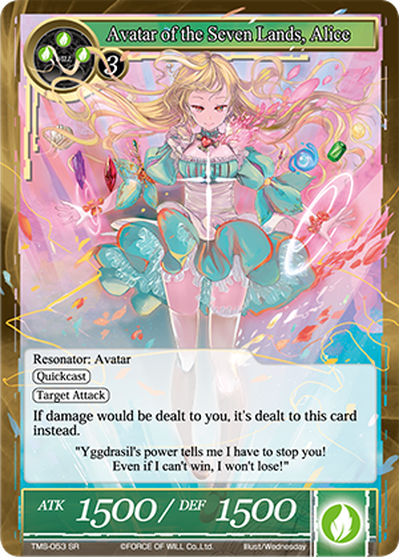 Avatar of the Seven Lands, Alice
WILL
3
Resonator: Avatar
Quickcast
Target Attack
If damage would be dealt to you, it's dealt to this card
instead.
"Yggdrasil's power tells me I have to stop you!
Even if I can't win, I won't lose!"
ATK 1500 / DEF 1500
TMS-053 SR ©FORCE OF WILL Co.,Ltd. Illust/Wednesday